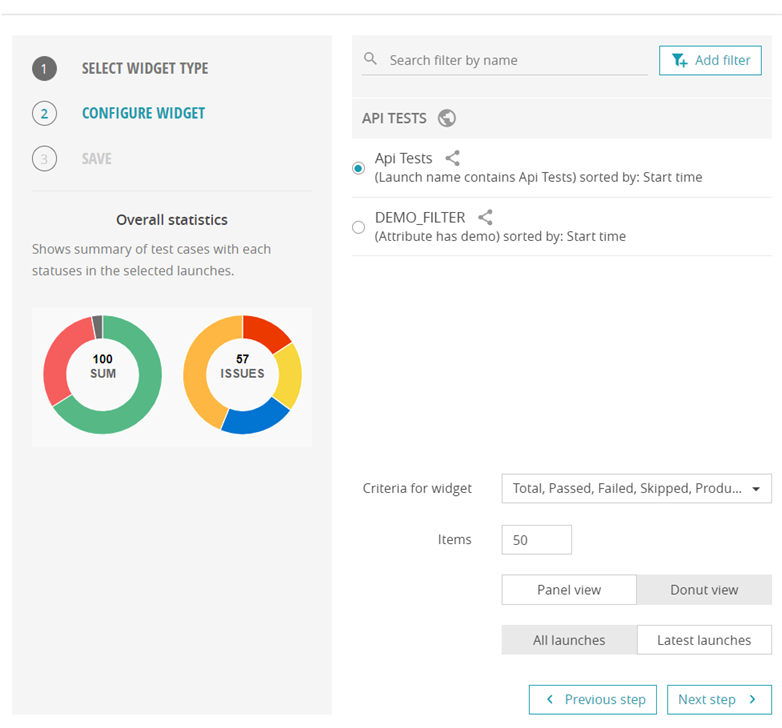 1 SELECT WIDGET TYPE
2 CONFIGURE WIDGET
3 SAVE
Overall statistics
Shows summary of test cases with each
statuses in the selected launches.
100
SUM
57
ISSUES
Search filter by name
Add filter
API TESTS
Api Tests
(Launch name contains Api Tests) sorted by: Start time
DEMO_FILTER
(Attribute has demo) sorted by: Start time
Criteria for widget Total, Passed, Failed, Skipped, Produ...
Items 50
Panel view Donut view
All launches Latest launches
Previous step Next step